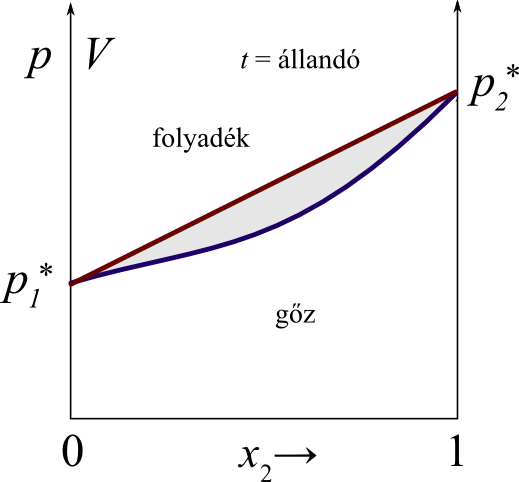 p V
t = állandó
p₂*
folyadék
p₁*
gőz
0 x₂→ 1